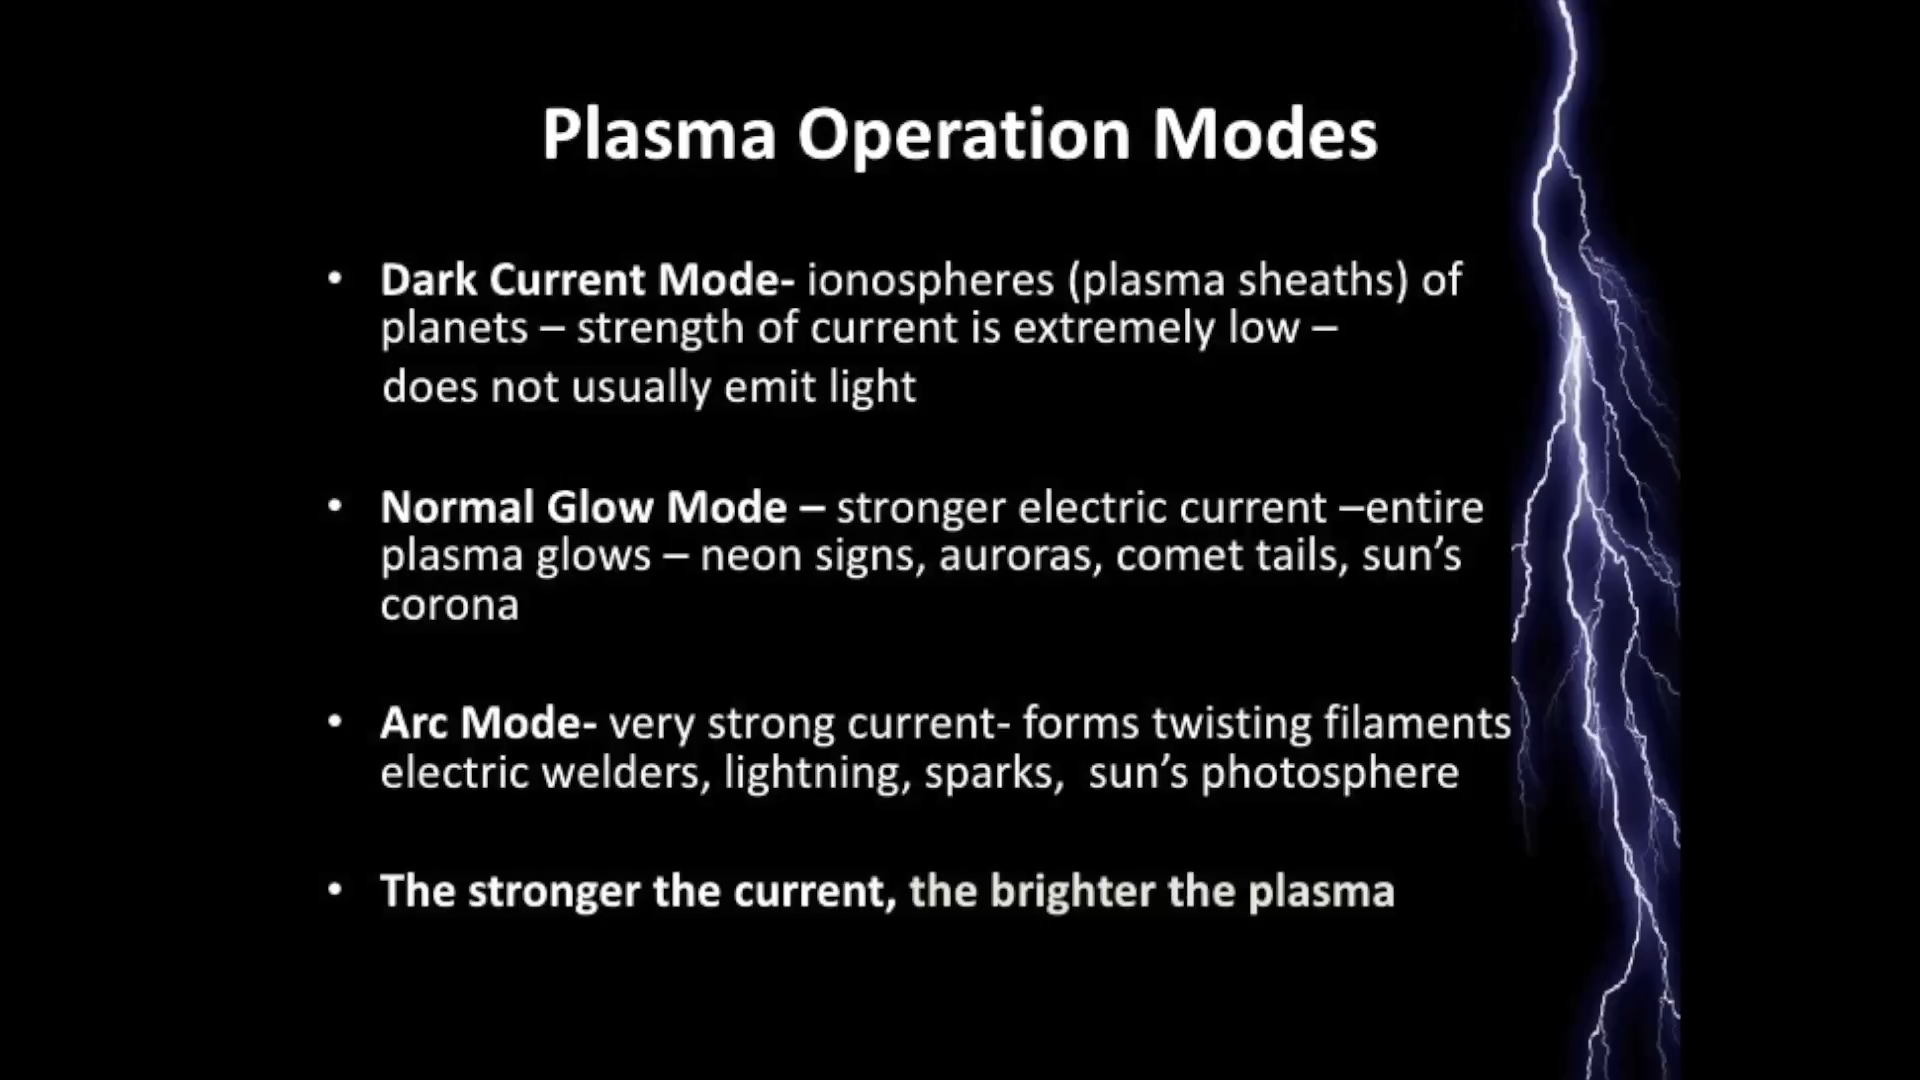 Plasma Operation Modes
• Dark Current Mode- ionospheres (plasma sheaths) of
planets – strength of current is extremely low –
does not usually emit light
• Normal Glow Mode – stronger electric current –entire
plasma glows – neon signs, auroras, comet tails, sun’s
corona
• Arc Mode- very strong current- forms twisting filaments
electric welders, lightning, sparks,  sun’s photosphere
• The stronger the current, the brighter the plasma